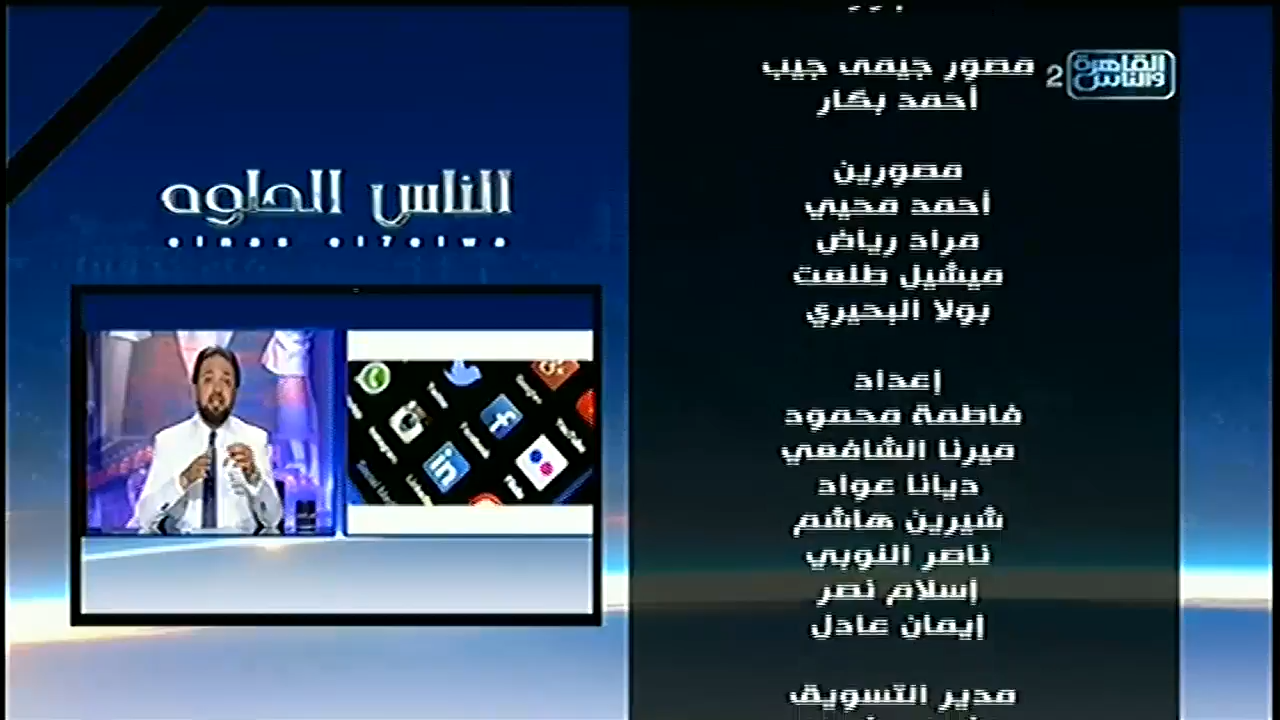 مصور جيمى جيب
أحمد بكار
مصورين
أحمد محيي
مراد رياض
ميشيل طلعت
بولا البحيري
إعداد
فاطمة محمود
ميرنا الشافعي
ديانا عواد
شيرين هاشم
ناصر النوبي
إسلام نصر
إيمان عادل
مدير التسويق
القاهرة
والناس
2
الناس الحلوه
elnas el7elwa